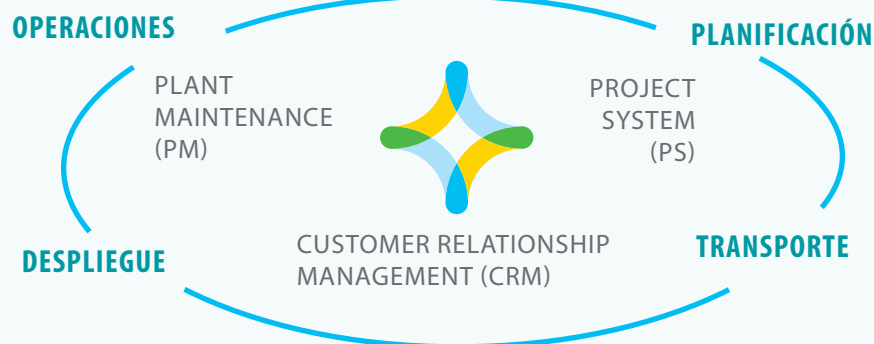 OPERACIONES
PLANIFICACIÓN
PLANT
MAINTENANCE
(PM)
PROJECT
SYSTEM
(PS)
DESPLIEGUE
CUSTOMER RELATIONSHIP
MANAGEMENT (CRM)
TRANSPORTE